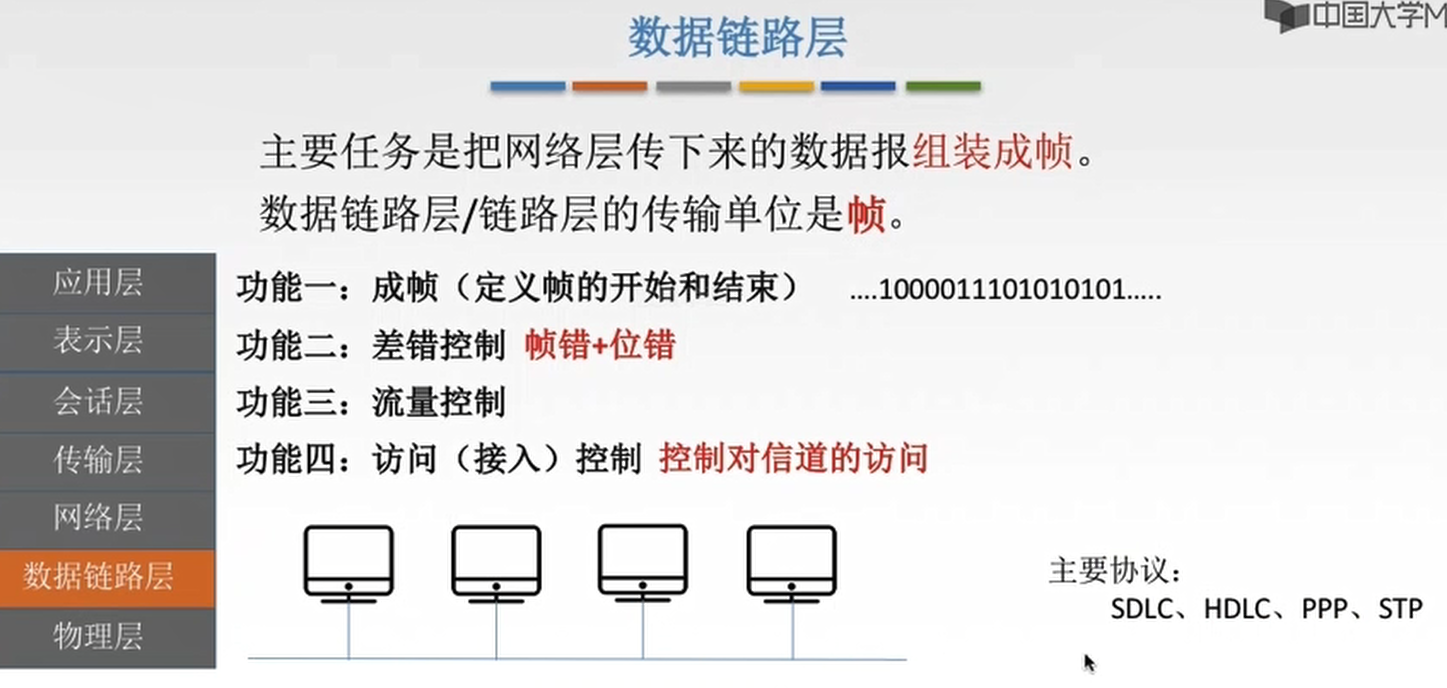 中国大学M
数据链路层
主要任务是把网络层传下来的数据报组装成帧。
数据链路层/链路层的传输单位是帧。
应用层
表示层
会话层
传输层
网络层
数据链路层
物理层
功能一：成帧（定义帧的开始和结束） ....1000011101010101.....
功能二：差错控制 帧错+位错
功能三：流量控制
功能四：访问（接入）控制 控制对信道的访问
主要协议：
SDLC、HDLC、PPP、STP